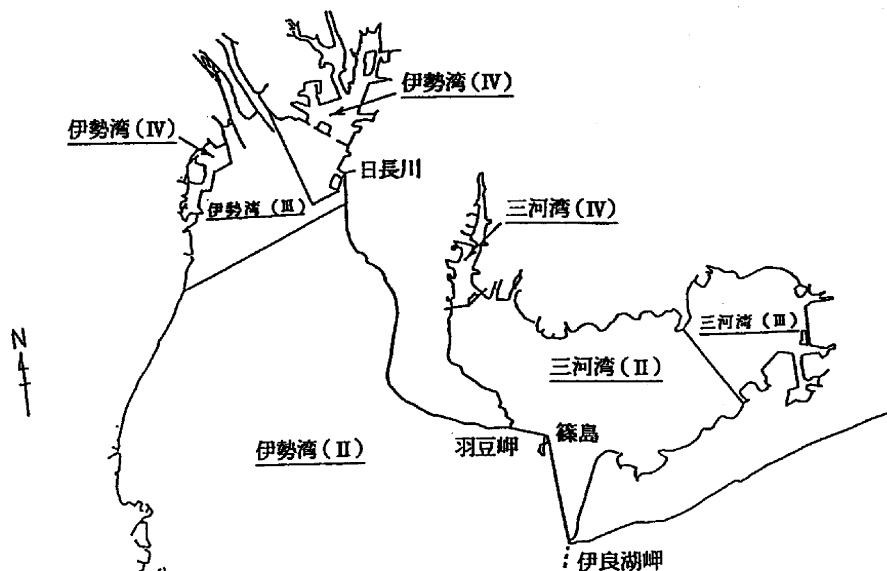 伊勢湾(IV)
伊勢湾(IV)
日長川
伊勢湾(III)
三河湾(IV)
三河湾(III)
N
三河湾(II)
伊勢湾(II)
羽豆岬
篠島
伊良湖岬